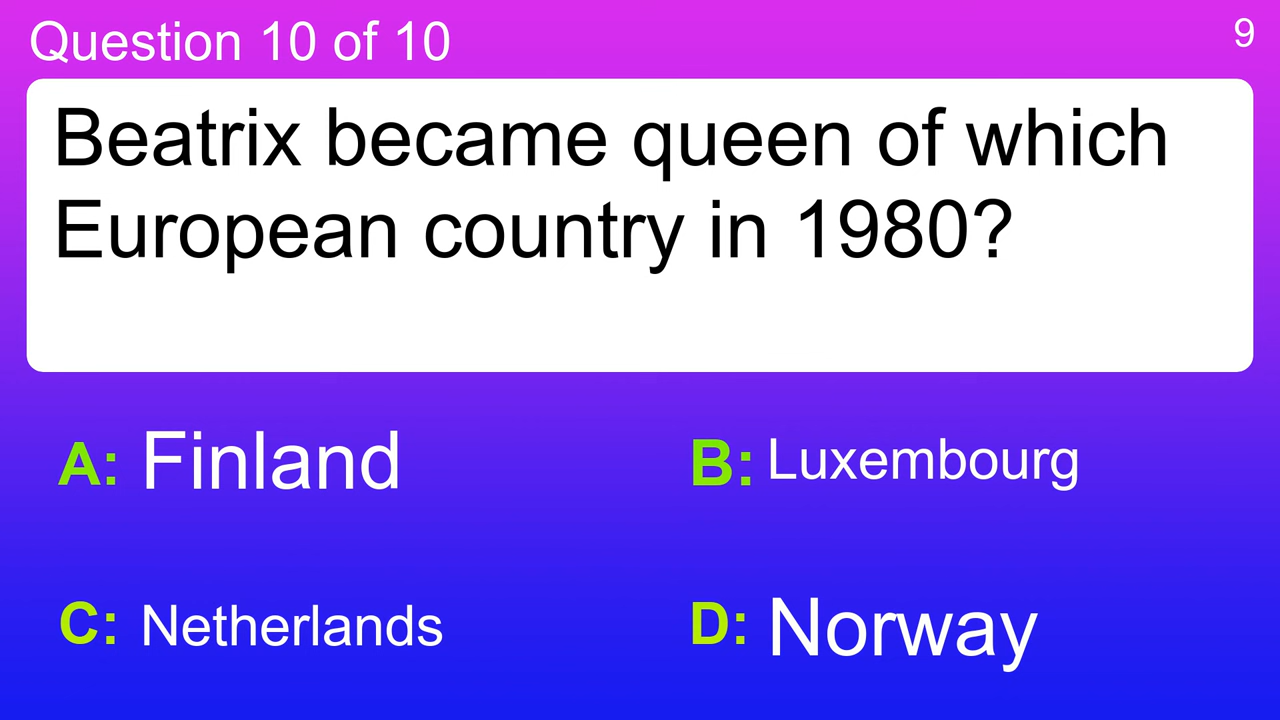 Question 10 of 10
9
Beatrix became queen of which
European country in 1980?
A: Finland
B: Luxembourg
C: Netherlands
D: Norway